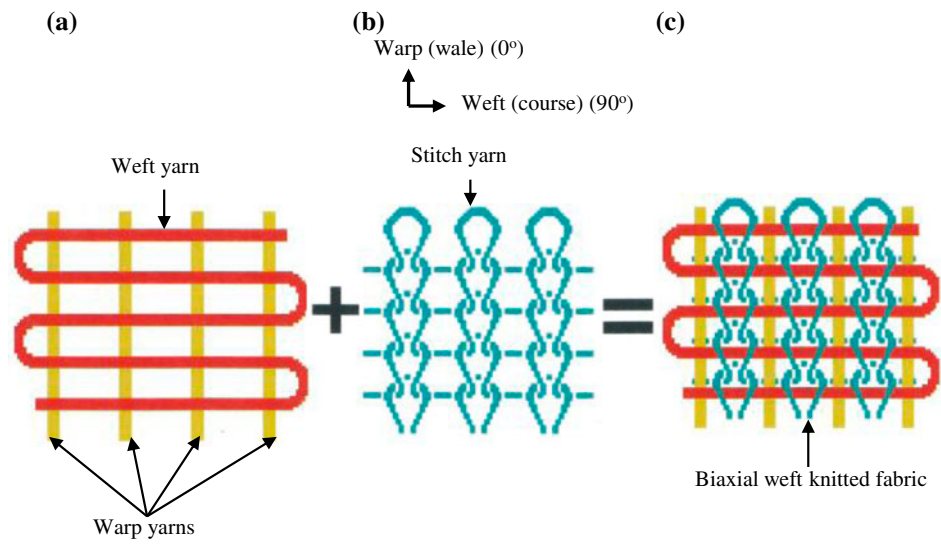 (a)
(b)
(c)
Warp (wale) (0°)
Weft (course) (90°)
Stitch yarn
Weft yarn
Biaxial weft knitted fabric
Warp yarns